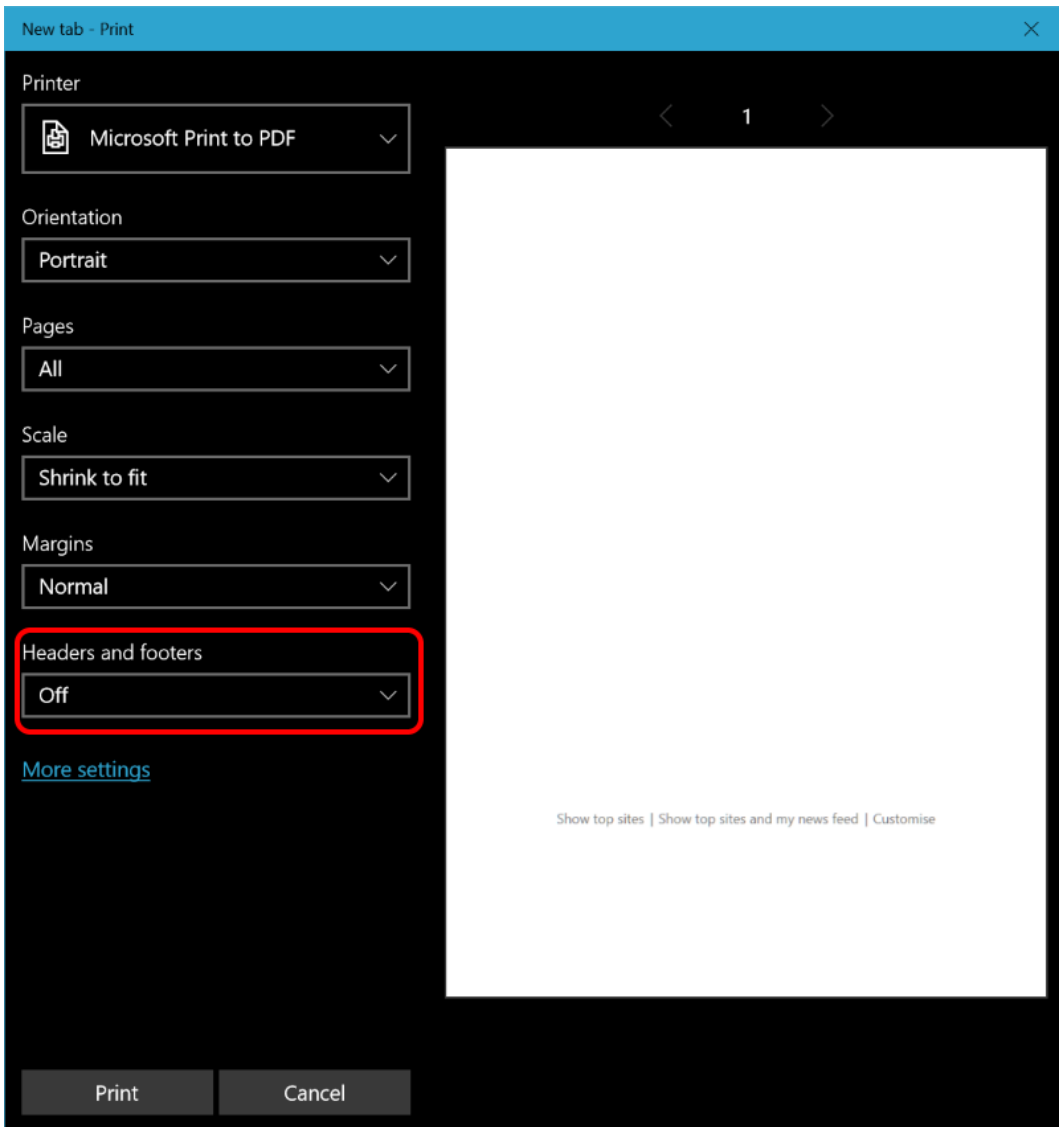 New tab - Print
Printer
Microsoft Print to PDF
Orientation
Portrait
Pages
All
Scale
Shrink to fit
Margins
Normal
Headers and footers
Off
More settings
Print Cancel
1
Show top sites | Show top sites and my news feed | Customise